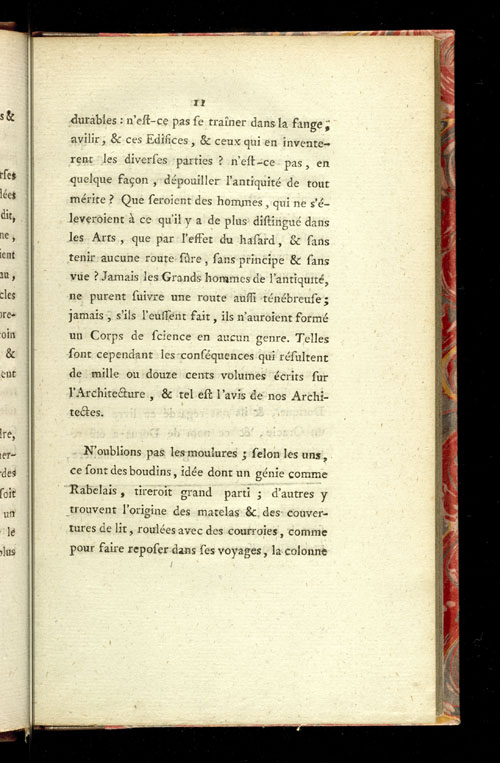 11
durables : n'eſt-ce pas ſe traîner dans la fange,
avilir, & ces Edifices, & ceux qui en invente-
rent les diverſes parties ? n'eſt-ce pas, en
quelque façon, dépouiller l'antiquité de tout
mérite ? Que ſeroient des hommes, qui ne s'é-
leveroient à ce qu'il y a de plus diſtingué dans
les Arts, que par l'effet du haſard, & ſans
tenir aucune route ſûre, ſans principe & ſans
vue ? Jamais les Grands hommes de l'antiquité,
ne purent ſuivre une route auſſi ténébreuſe ;
jamais, s'ils l'euſſent fait, ils n'auroient formé
un Corps de ſcience en aucun genre. Telles
ſont cependant les conſéquences qui réſultent
de mille ou douze cents volumes écrits ſur
l'Architecture, & tel eſt l'avis de nos Archi-
tectes.
N'oublions pas les moulures ; ſelon les uns,
ce ſont des boudins, idée dont un génie comme
Rabelais, tireroit grand parti ; d'autres y
trouvent l'origine des matelas & des couver-
tures de lit, roulées avec des courroies, comme
pour faire repoſer dans ſes voyages, la colonne